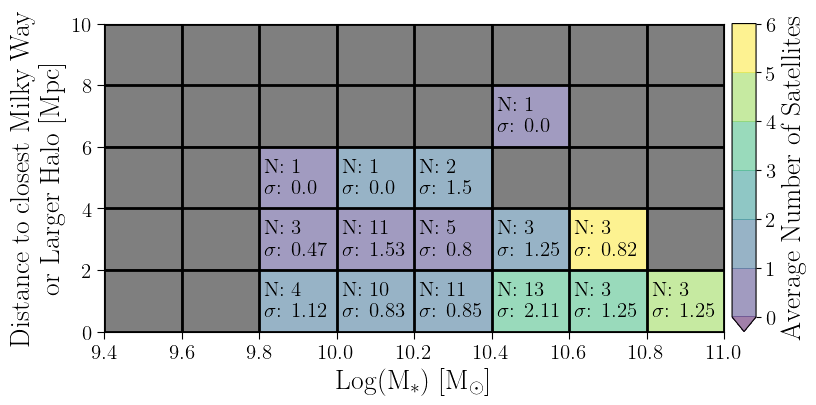 Distance to closest Milky Way
or Larger Halo [Mpc]
10
8
6
4
2
0
N: 1
σ: 0.0
N: 1
σ: 0.0
N: 1
σ: 0.0
N: 2
σ: 1.5
N: 3
σ: 0.47
N: 11
σ: 1.53
N: 5
σ: 0.8
N: 3
σ: 1.25
N: 3
σ: 0.82
N: 4
σ: 1.12
N: 10
σ: 0.83
N: 11
σ: 0.85
N: 13
σ: 2.11
N: 3
σ: 1.25
N: 3
σ: 1.25
9.4 9.6 9.8 10.0 10.2 10.4 10.6 10.8 11.0
Log(M∗) [M⊙]
6
5
4
3
2
1
0
Average Number of Satellites